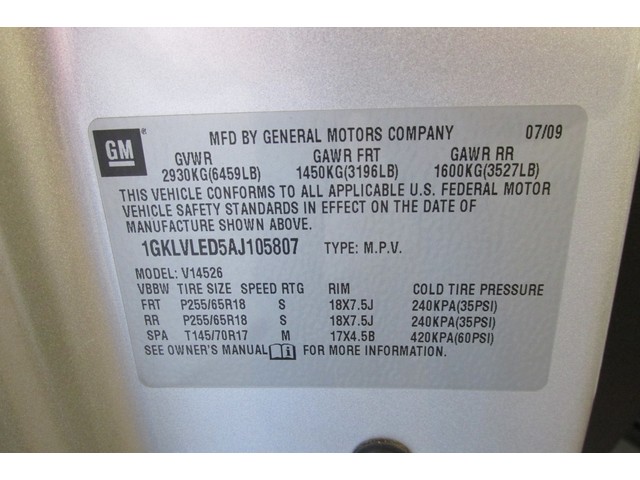 GM MFD BY GENERAL MOTORS COMPANY 07/09
GVWR GAWR FRT GAWR RR
2930KG(6459LB) 1450KG(3196LB) 1600KG(3527LB)
THIS VEHICLE CONFORMS TO ALL APPLICABLE U.S. FEDERAL MOTOR
VEHICLE SAFETY STANDARDS IN EFFECT ON THE DATE OF
MANUFACTURE SHOWN ABOVE.
1GKLVLED5AJ105807 TYPE: M.P.V.
MODEL: V14526
VBBW TIRE SIZE SPEED RTG RIM COLD TIRE PRESSURE
FRT P255/65R18 S 18X7.5J 240KPA(35PSI)
RR P255/65R18 S 18X7.5J 240KPA(35PSI)
SPA T145/70R17 M 17X4.5B 420KPA(60PSI)
SEE OWNER'S MANUAL i FOR MORE INFORMATION.